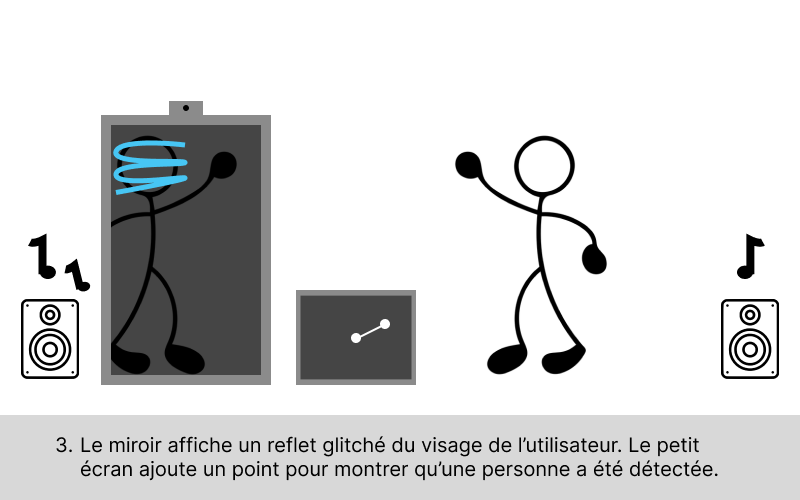 3. Le miroir affiche un reflet glitché du visage de l’utilisateur. Le petit
écran ajoute un point pour montrer qu’une personne a été détectée.